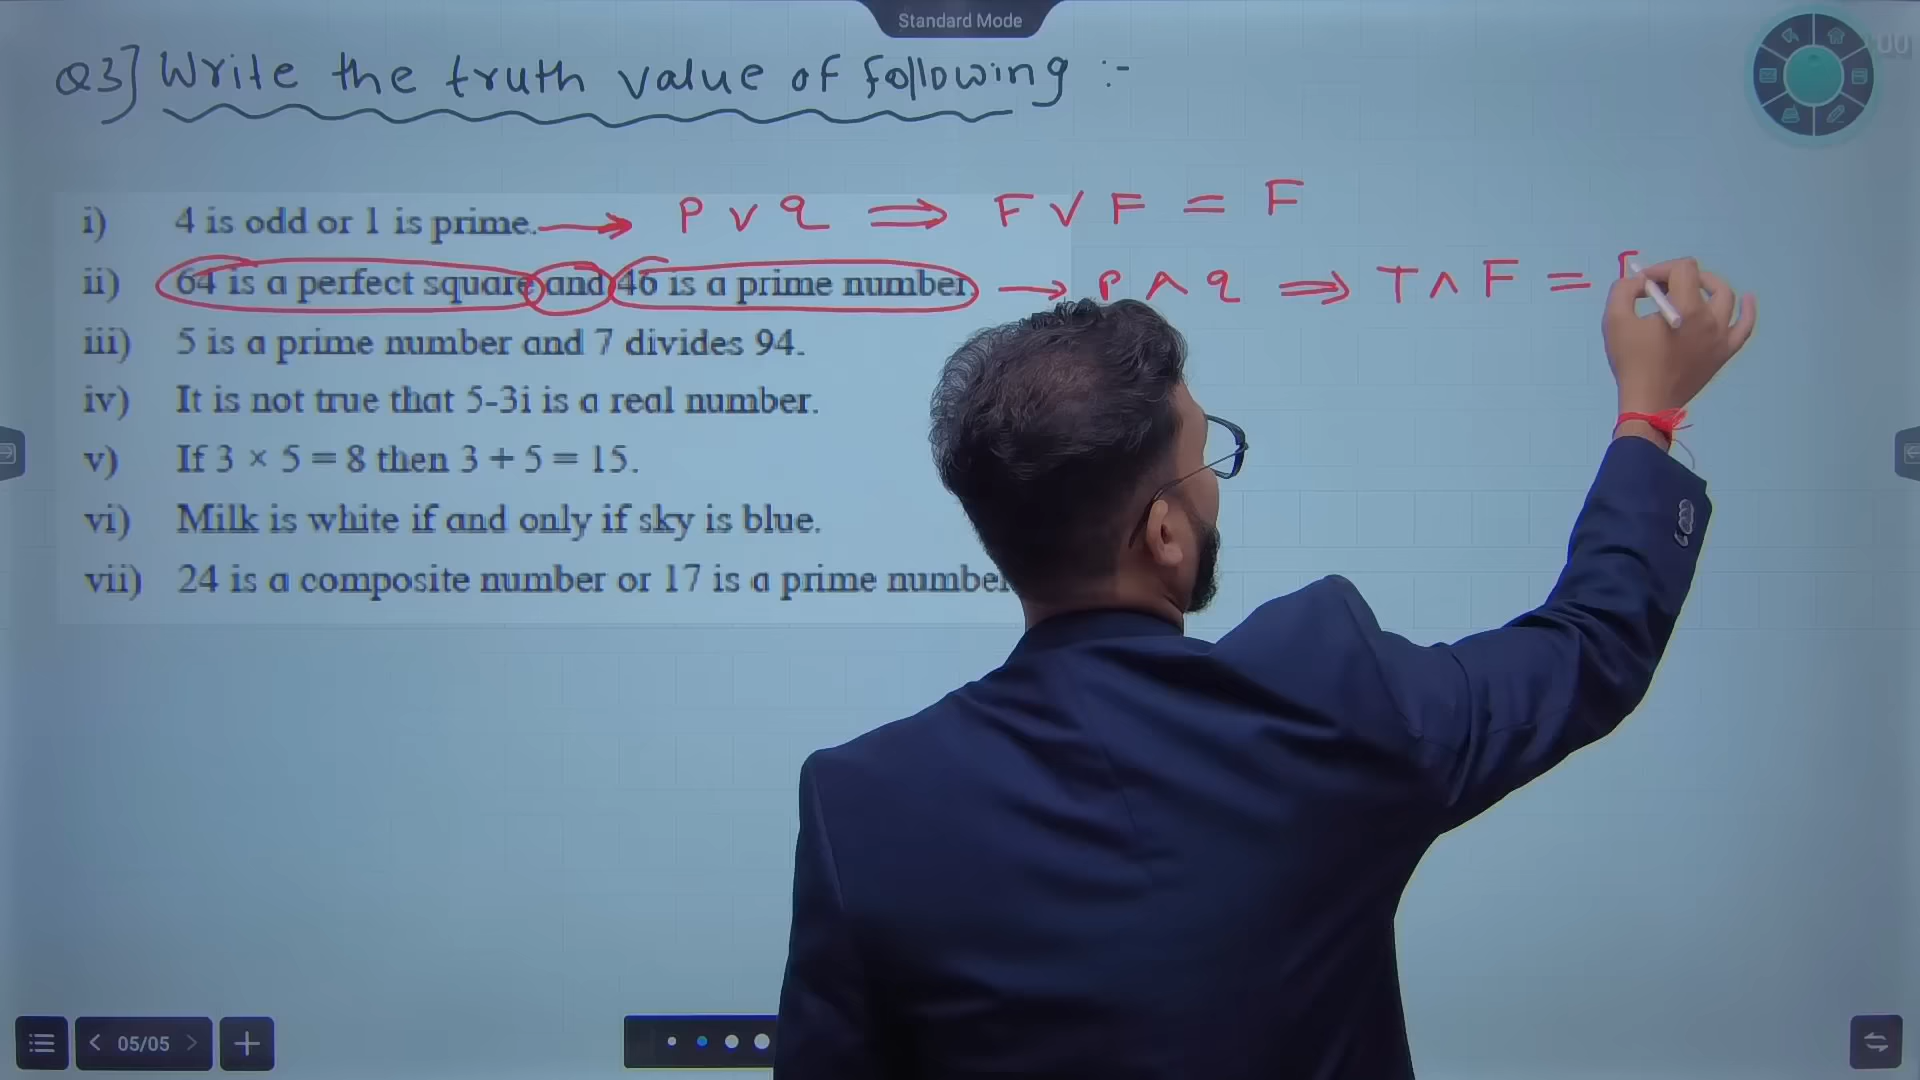 Standard Mode
Q3] Write the truth value of following :-
i) 4 is odd or 1 is prime. → P ∨ q ⇒ F ∨ F = F
ii) 64 is a perfect square and 46 is a prime number. → P ∧ q ⇒ T ∧ F =
iii) 5 is a prime number and 7 divides 94.
iv) It is not true that 5-3i is a real number.
v) If 3 × 5 = 8 then 3 + 5 = 15.
vi) Milk is white if and only if sky is blue.
vii) 24 is a composite number or 17 is a prime number
05/05